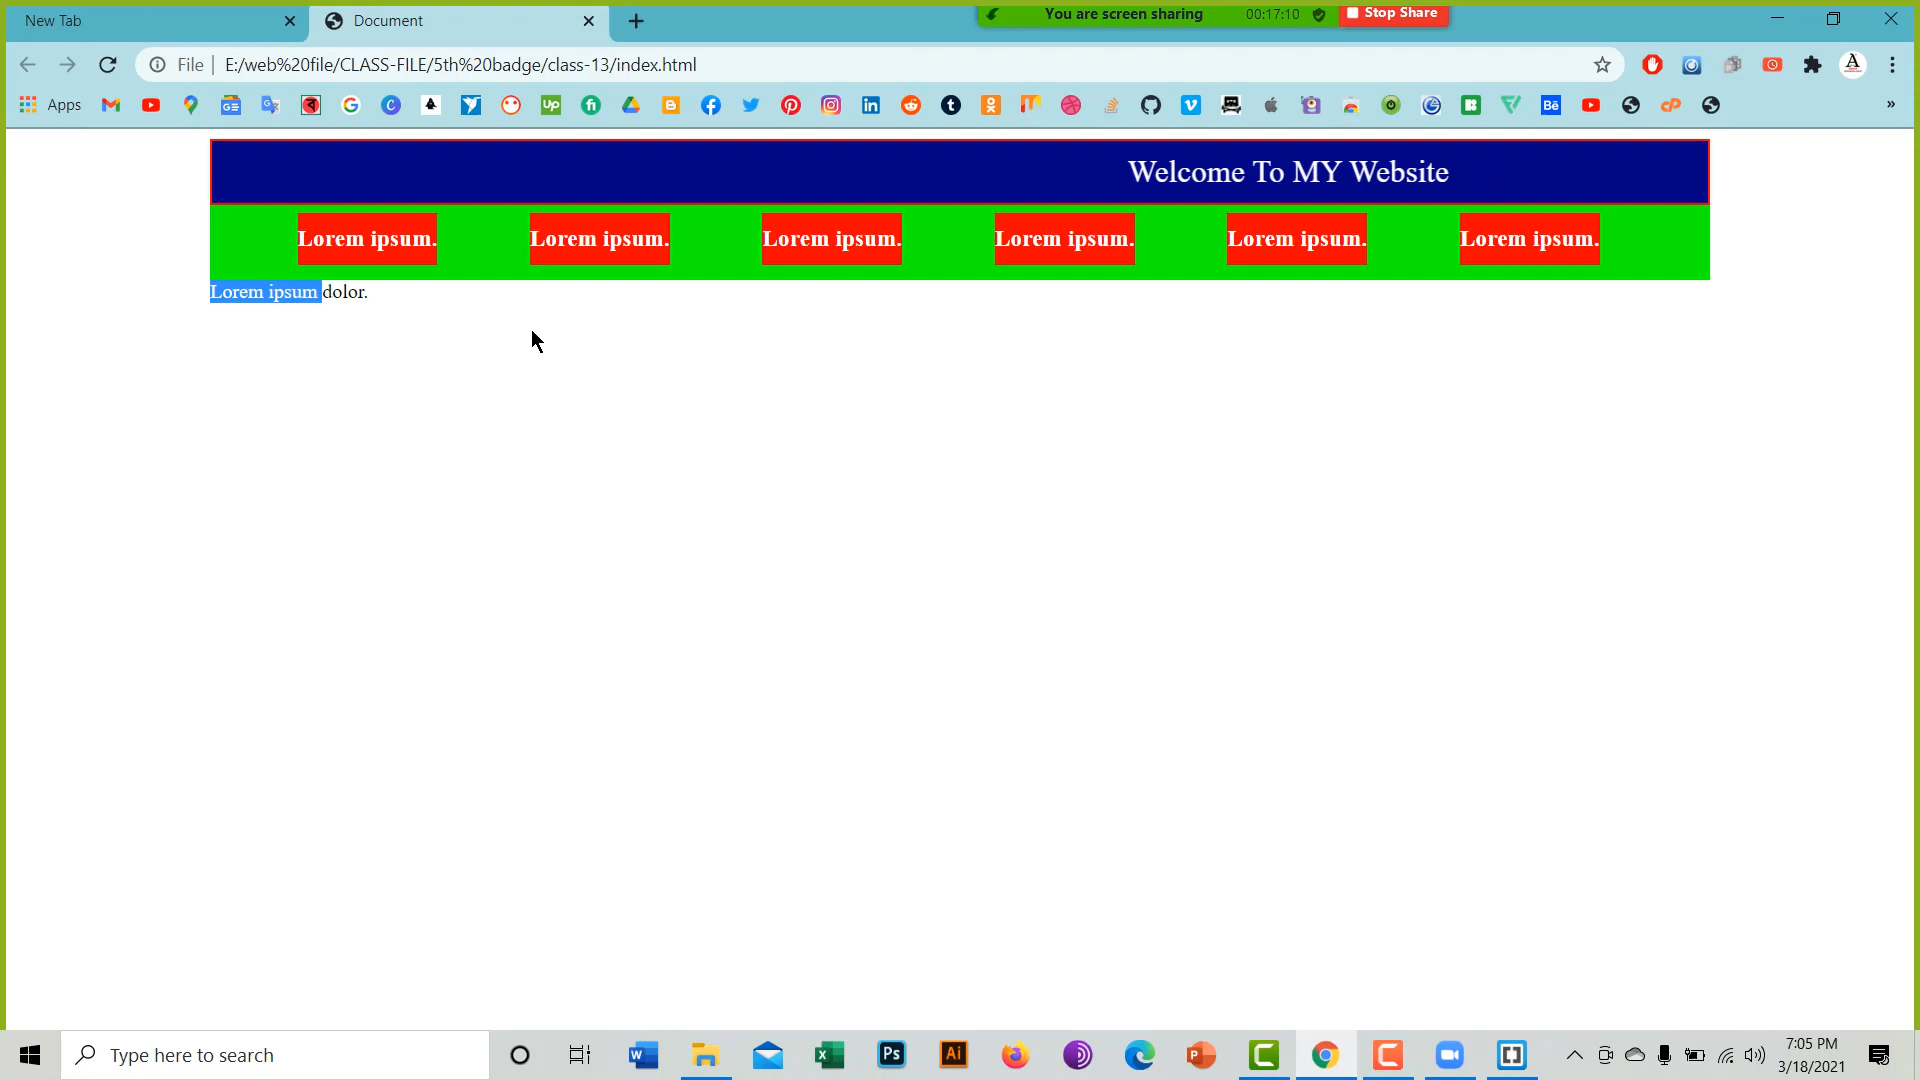 New Tab
Document
You are screen sharing 00:17:10 Stop Share
File E:/web%20file/CLASS-FILE/5th%20badge/class-13/index.html
Apps
Welcome To MY Website
Lorem ipsum. Lorem ipsum. Lorem ipsum. Lorem ipsum. Lorem ipsum. Lorem ipsum.
Lorem ipsum dolor.
Type here to search
7:05 PM
3/18/2021